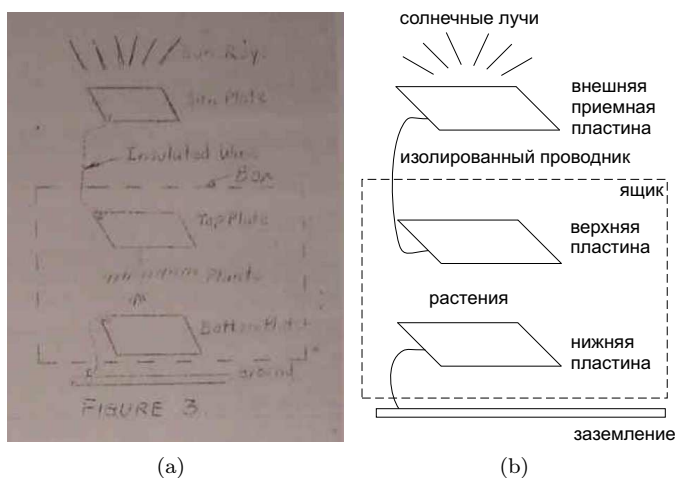 Sun Rays
Sun Plate
Insulated Wire
Box
Top Plate
Plants
Bottom Plate
Ground
FIGURE 3
(a)
солнечные лучи
внешняя
приемная
пластина
изолированный проводник
ящик
верхняя
пластина
растения
нижняя
пластина
заземление
(b)